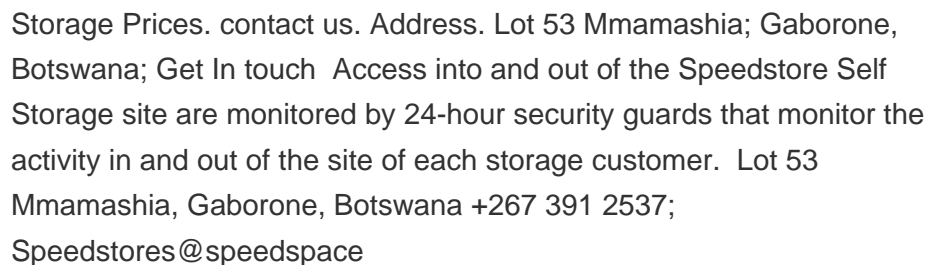 Storage Prices. contact us. Address. Lot 53 Mmamashia; Gaborone,
Botswana; Get In touch  Access into and out of the Speedstore Self
Storage site are monitored by 24-hour security guards that monitor the
activity in and out of the site of each storage customer.  Lot 53
Mmamashia, Gaborone, Botswana +267 391 2537;
Speedstores@speedspace